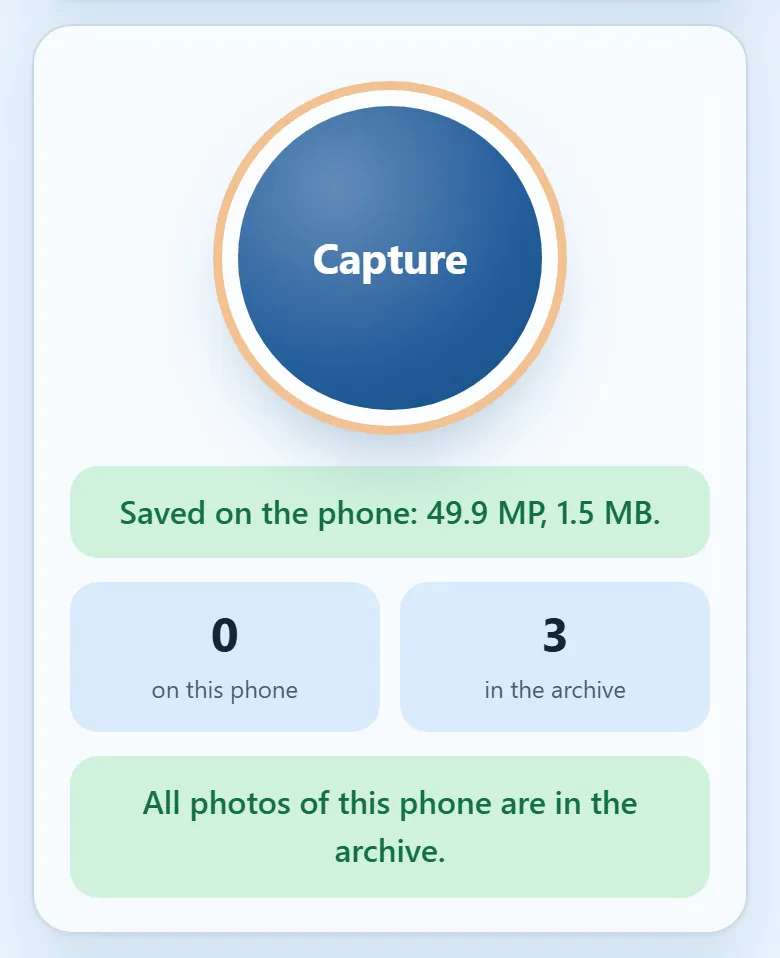 Capture
Saved on the phone: 49.9 MP, 1.5 MB.
0
on this phone
3
in the archive
All photos of this phone are in the
archive.